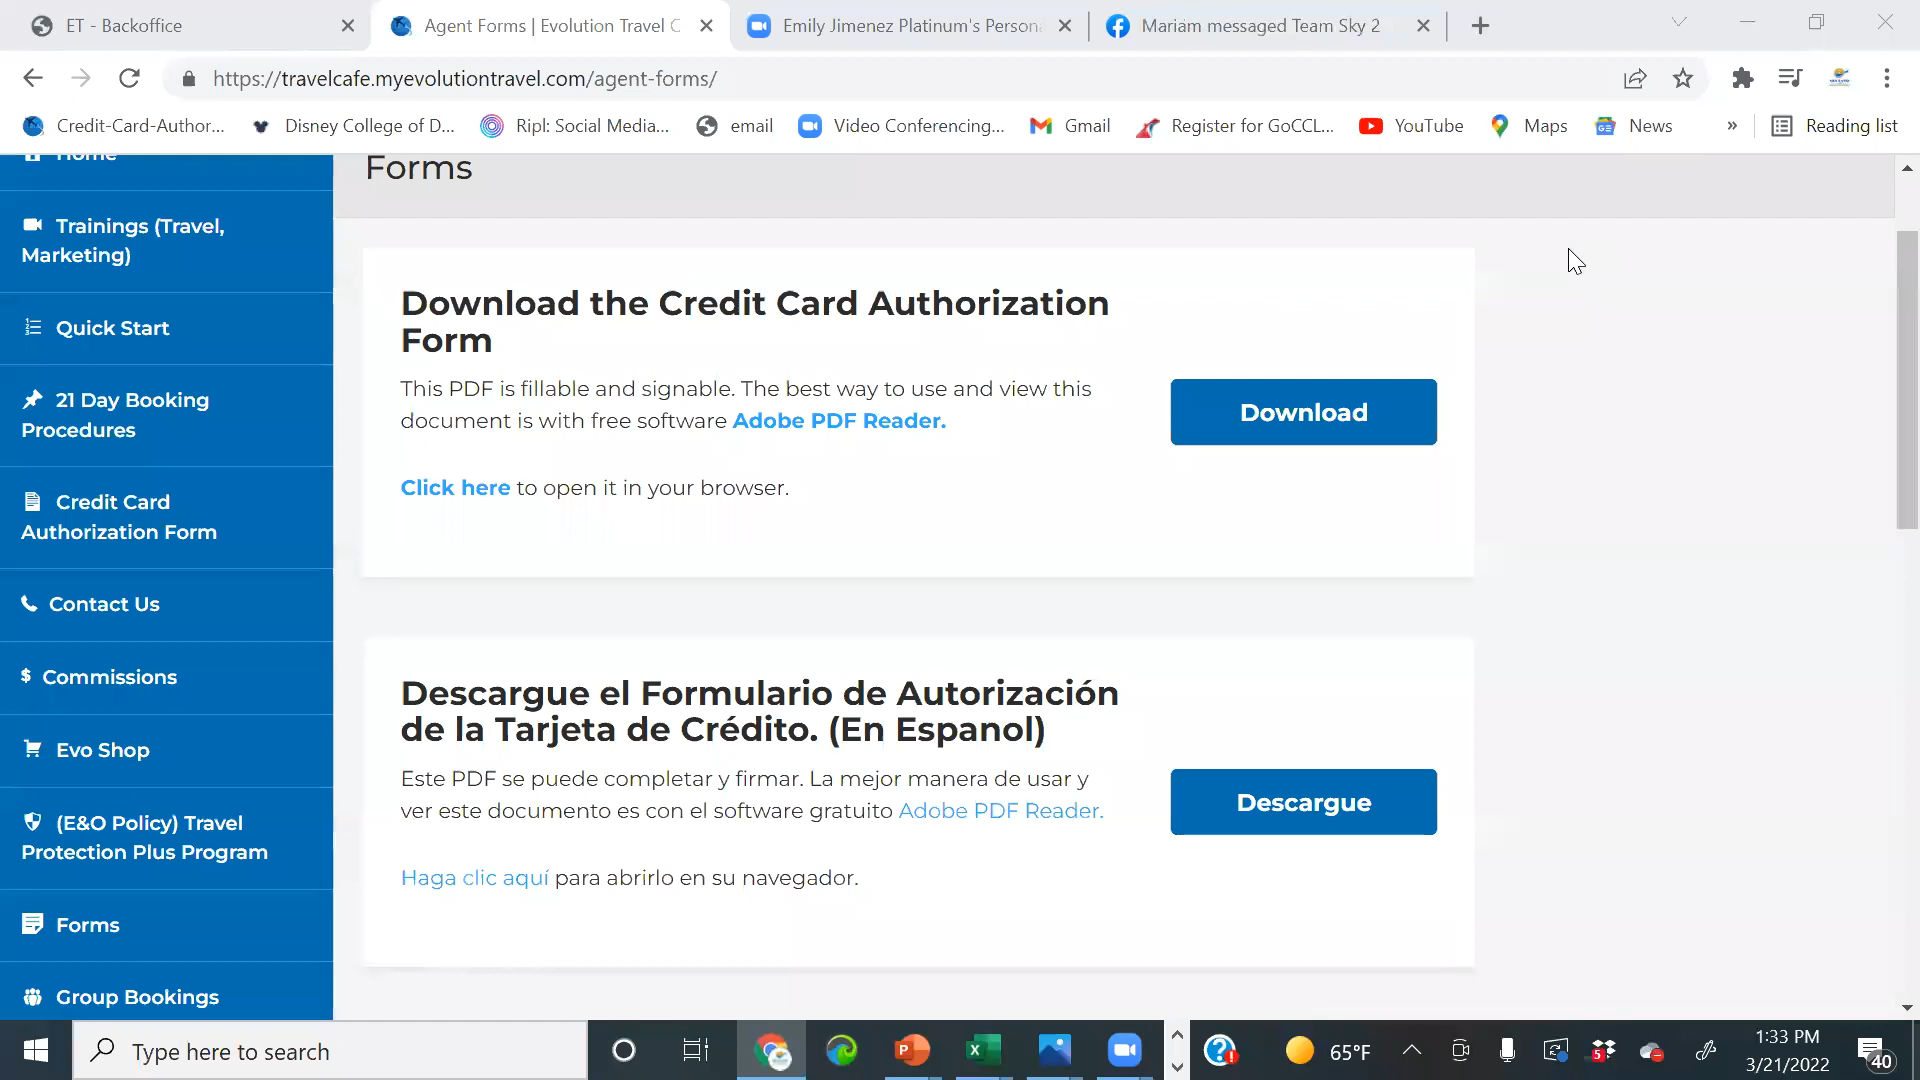 ET - Backoffice
Agent Forms | Evolution Travel C
Emily Jimenez Platinum's Persona
Mariam messaged Team Sky 2
https://travelcafe.myevolutiontravel.com/agent-forms/
Credit-Card-Author...
Disney College of D...
Ripl: Social Media...
email
Video Conferencing...
Gmail
Register for GoCCL...
YouTube
Maps
News
»
Reading list
Home
Trainings (Travel,
Marketing)
Quick Start
21 Day Booking
Procedures
Credit Card
Authorization Form
Contact Us
Commissions
Evo Shop
(E&O Policy) Travel
Protection Plus Program
Forms
Group Bookings
Forms
Download the Credit Card Authorization
Form
This PDF is fillable and signable. The best way to use and view this
document is with free software Adobe PDF Reader.
Click here to open it in your browser.
Download
Descargue el Formulario de Autorización
de la Tarjeta de Crédito. (En Espanol)
Este PDF se puede completar y firmar. La mejor manera de usar y
ver este documento es con el software gratuito Adobe PDF Reader.
Haga clic aquí para abrirlo en su navegador.
Descargue
Type here to search
65°F
5
1:33 PM
3/21/2022
40